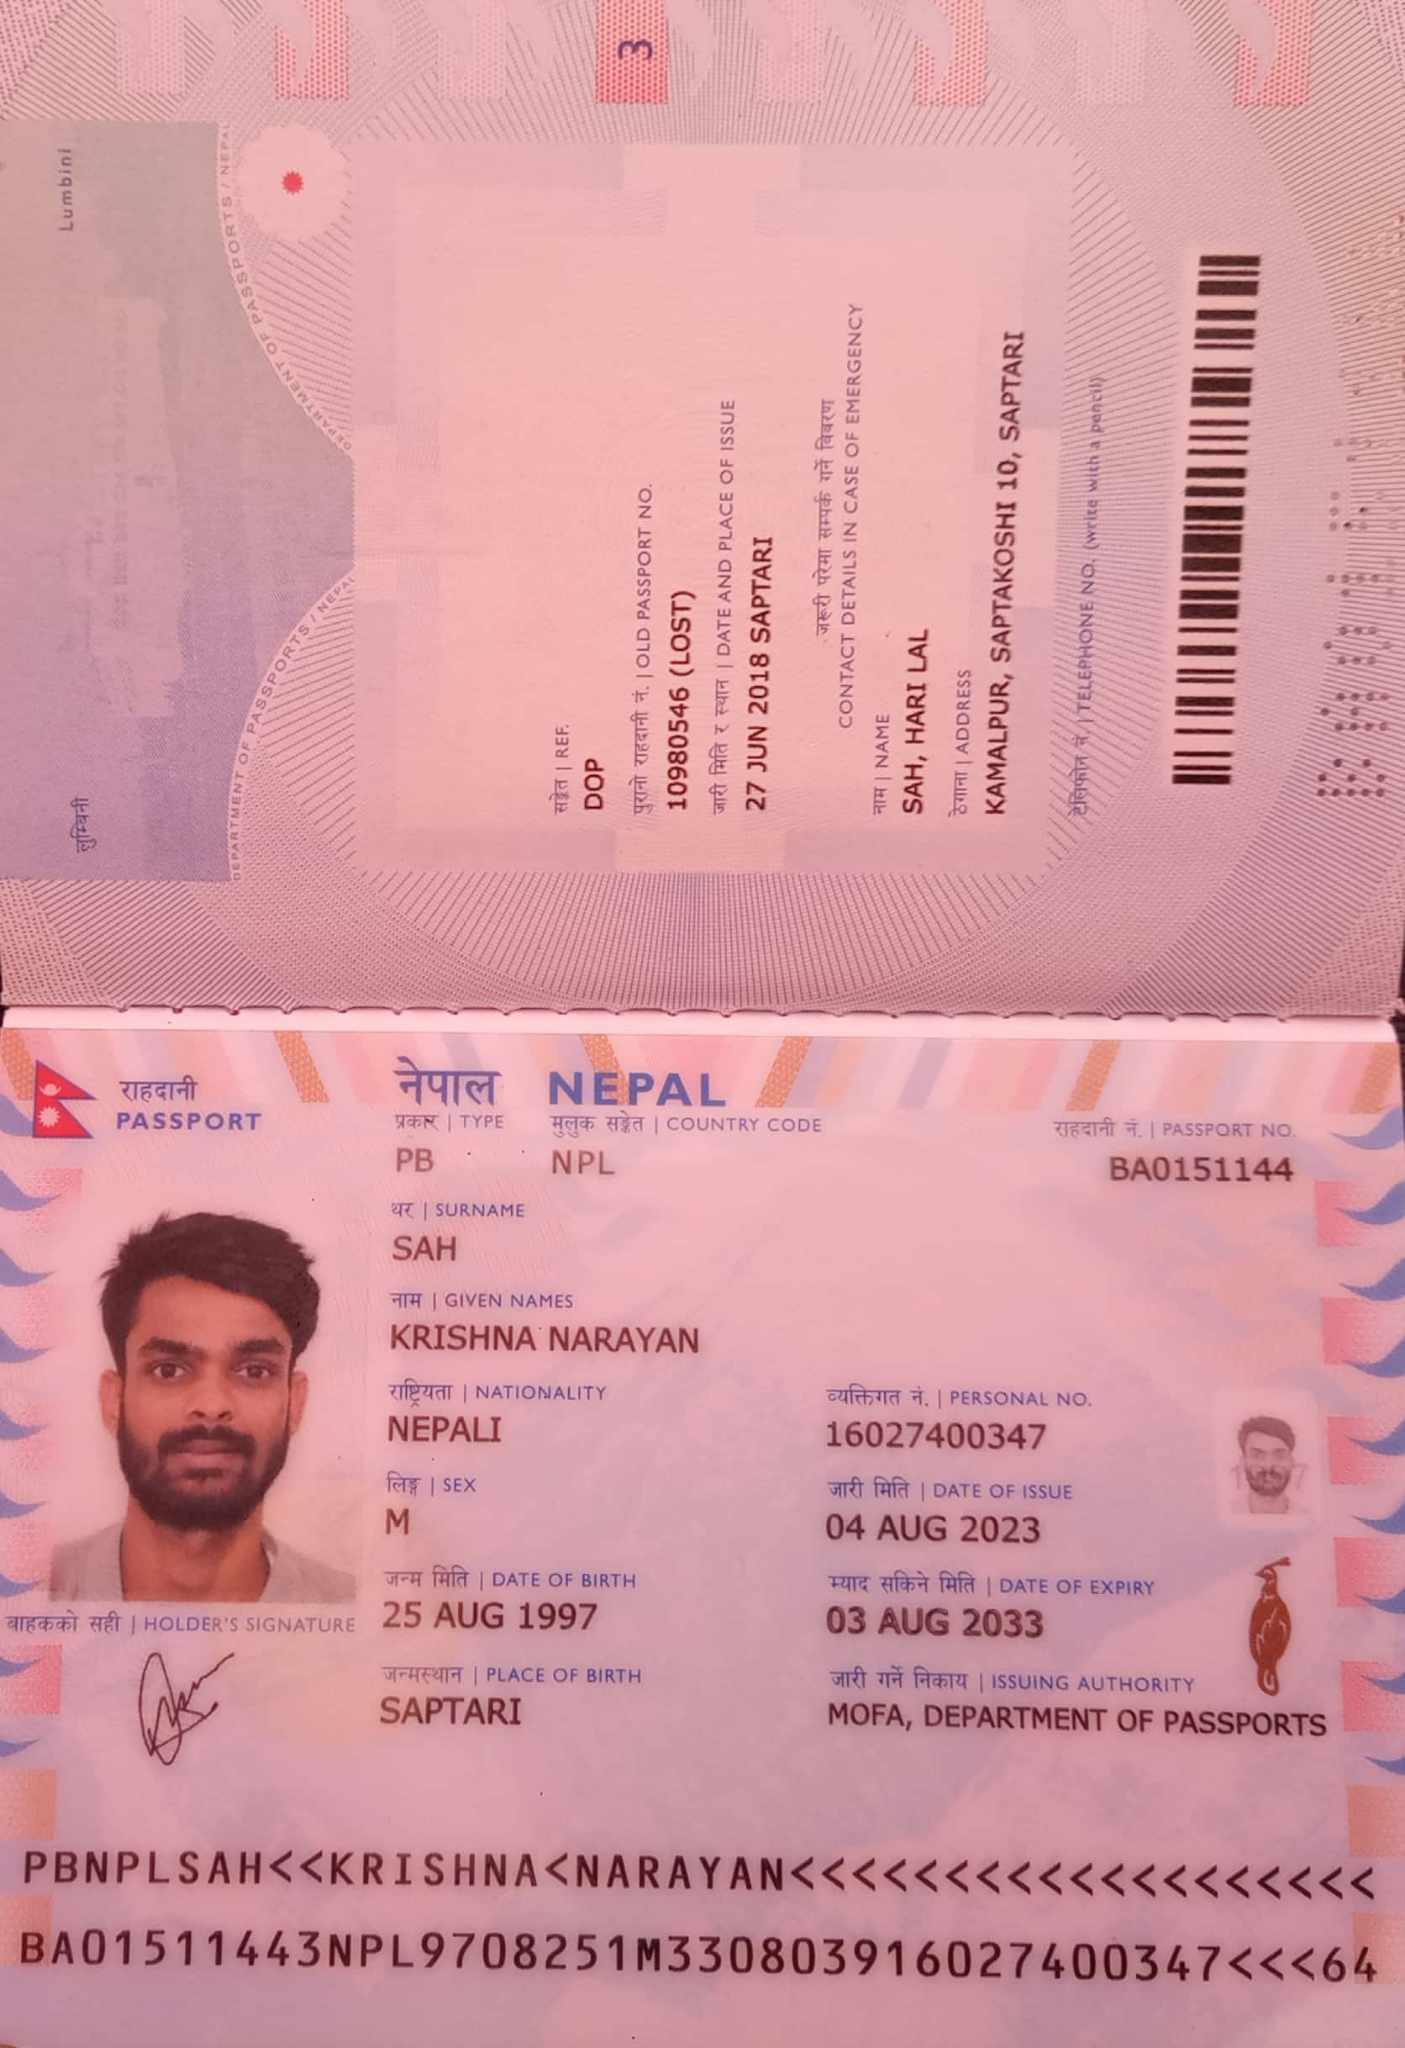 3
Lumbini
लुम्बिनी
DEPARTMENT OF PASSPORTS / NEPAL
DEPARTMENT OF PASSPORTS / NEPAL
सङ्केत | REF.
DOP
पुरानो राहदानी नं. | OLD PASSPORT NO.
10980546 (LOST)
जारी मिति र स्थान | DATE AND PLACE OF ISSUE
27 JUN 2018 SAPTARI
जरूरी परेमा सम्पर्क गर्ने विवरण
CONTACT DETAILS IN CASE OF EMERGENCY
नाम | NAME
SAH, HARI LAL
ठेगाना | ADDRESS
KAMALPUR, SAPTAKOSHI 10, SAPTARI
टेलिफोन नं. | TELEPHONE NO. (write with a pencil)
राहदानी
PASSPORT
नेपाल NEPAL
प्रकार | TYPE मुलुक सङ्केत | COUNTRY CODE राहदानी नं. | PASSPORT NO.
PB NPL BA0151144
थर | SURNAME
SAH
नाम | GIVEN NAMES
KRISHNA NARAYAN
राष्ट्रियता | NATIONALITY व्यक्तिगत नं. | PERSONAL NO.
NEPALI 16027400347
लिङ्ग | SEX जारी मिति | DATE OF ISSUE
M 04 AUG 2023
जन्म मिति | DATE OF BIRTH म्याद सकिने मिति | DATE OF EXPIRY
25 AUG 1997 03 AUG 2033
बाहकको सही | HOLDER'S SIGNATURE
जन्मस्थान | PLACE OF BIRTH जारी गर्ने निकाय | ISSUING AUTHORITY
SAPTARI MOFA, DEPARTMENT OF PASSPORTS
PBNPLSAH<<KRISHNA<NARAYAN<<<<<<<<<<<<<<<<<<<
BA01511443NPL9708251M33080391602740​0347<<<64